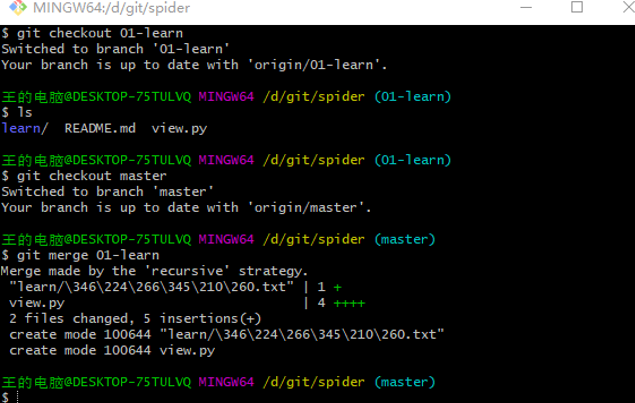 MINGW64:/d/git/spider
$ git checkout 01-learn
Switched to branch '01-learn'
Your branch is up to date with 'origin/01-learn'.
王的电脑@DESKTOP-75TULVQ MINGW64 /d/git/spider (01-learn)
$ ls
learn/  README.md  view.py
王的电脑@DESKTOP-75TULVQ MINGW64 /d/git/spider (01-learn)
$ git checkout master
Switched to branch 'master'
Your branch is up to date with 'origin/master'.
王的电脑@DESKTOP-75TULVQ MINGW64 /d/git/spider (master)
$ git merge 01-learn
Merge made by the 'recursive' strategy.
 "learn/\346\224\266\345\210\260.txt" | 1 +
 view.py                              | 4 ++++
 2 files changed, 5 insertions(+)
 create mode 100644 "learn/\346\224\266\345\210\260.txt"
 create mode 100644 view.py
王的电脑@DESKTOP-75TULVQ MINGW64 /d/git/spider (master)
$